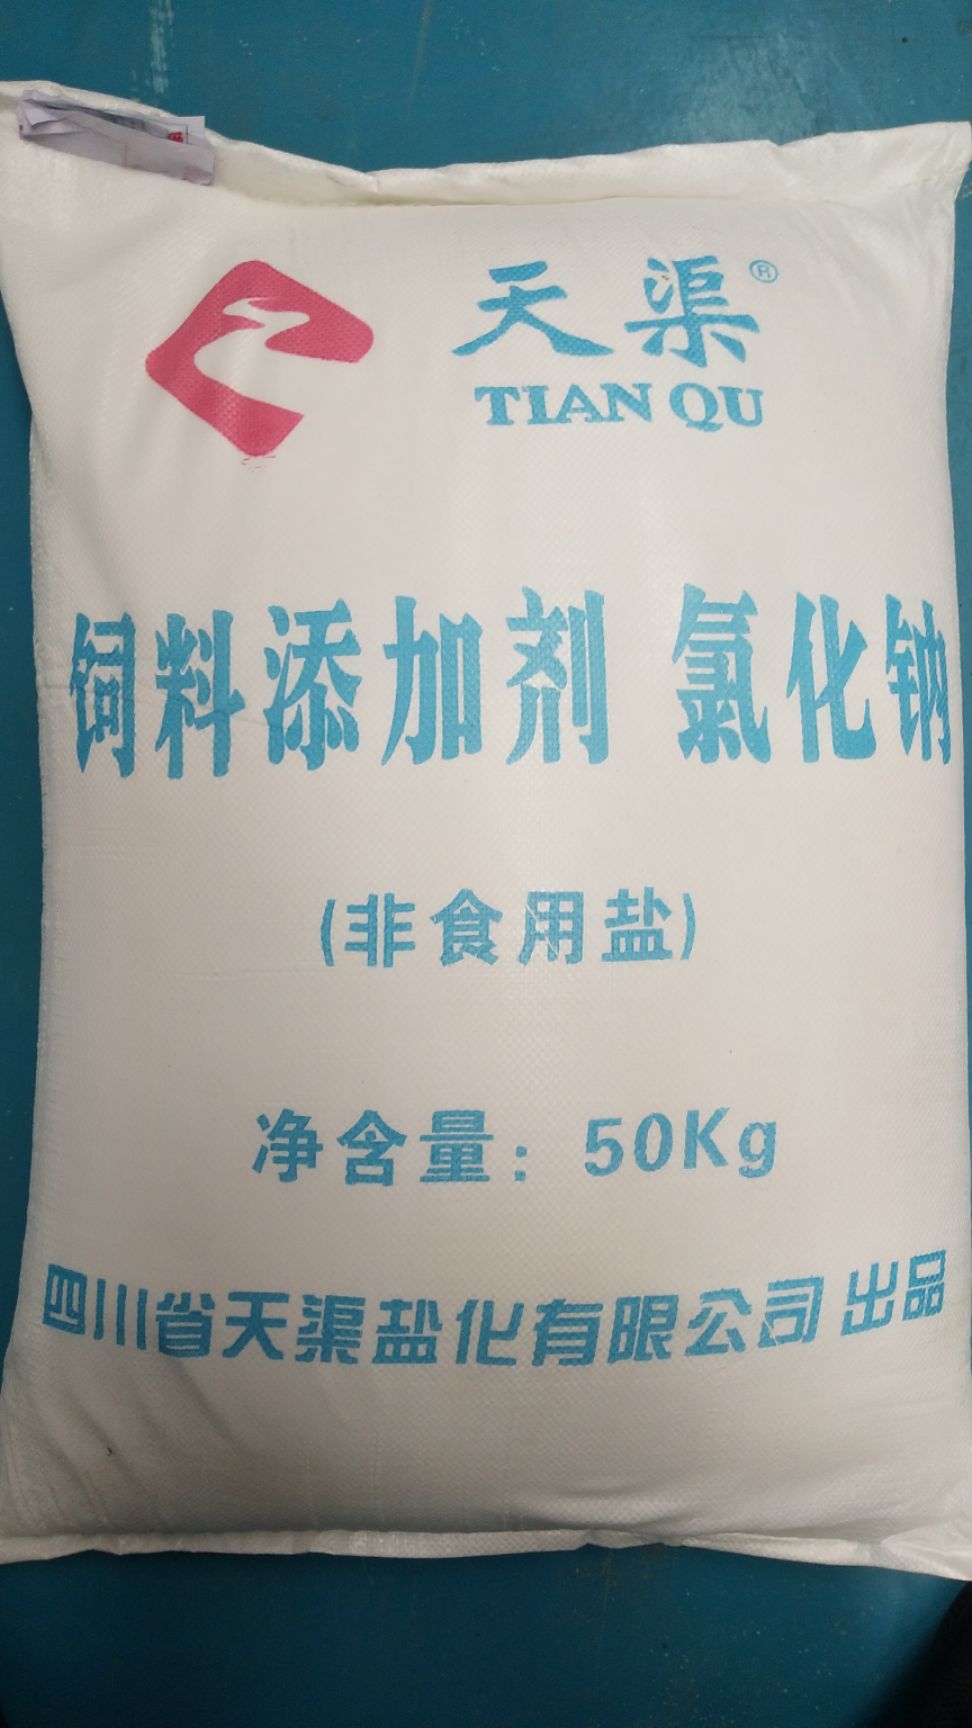 天渠®
TIAN QU
饲料添加剂 氯化钠
(非食用盐)
净含量：50Kg
四川省天渠盐化有限公司 出品